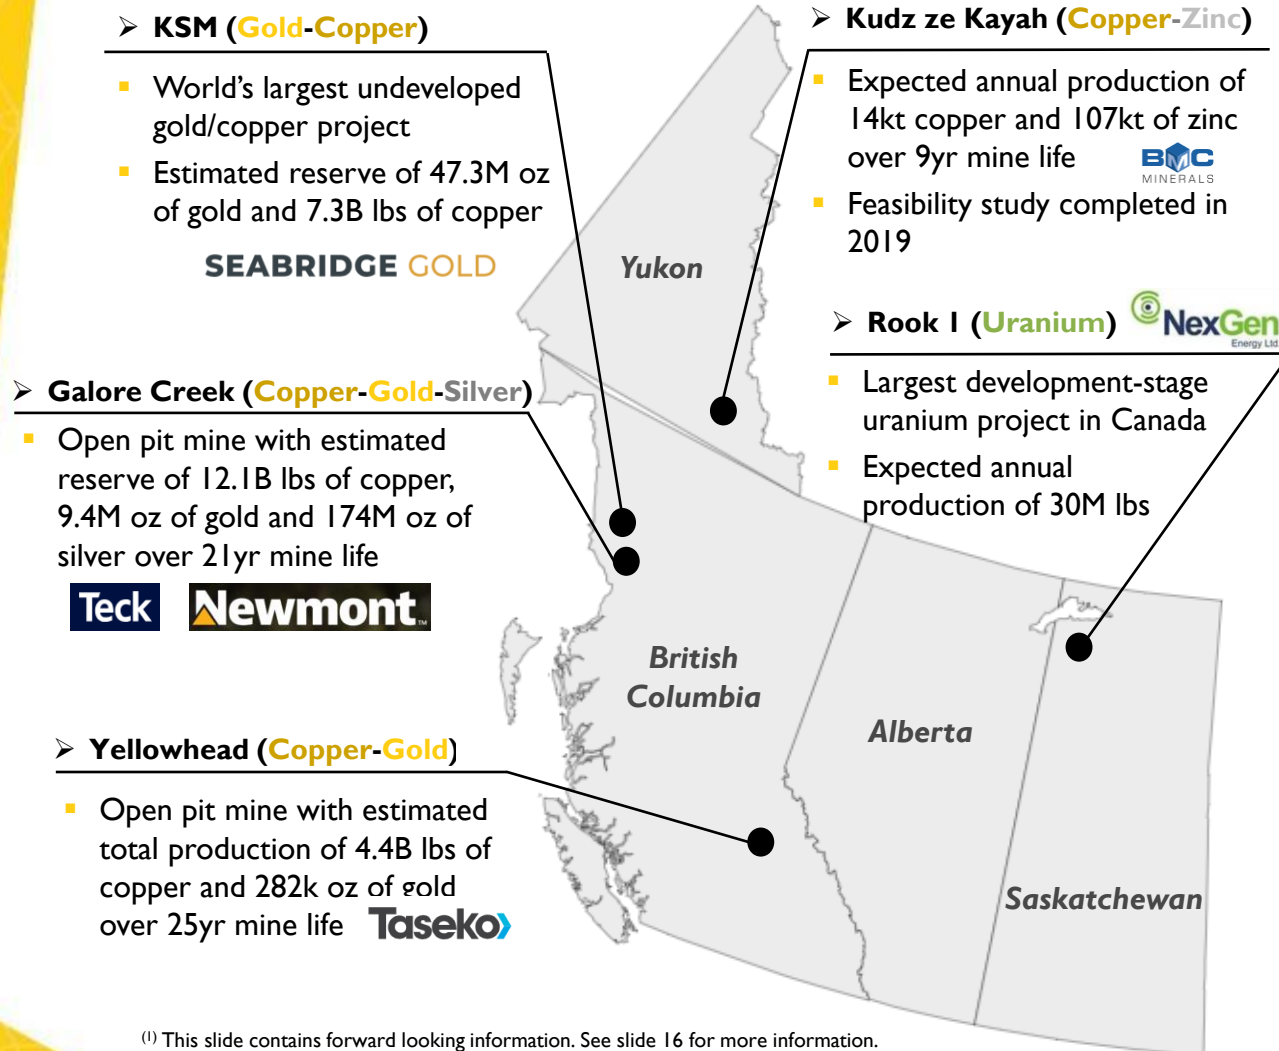 ➢ KSM (Gold-Copper)
▪ World's largest undeveloped
gold/copper project
▪ Estimated reserve of 47.3M oz
of gold and 7.3B lbs of copper
SEABRIDGE GOLD
➢ Galore Creek (Copper-Gold-Silver)
▪ Open pit mine with estimated
reserve of 12.1B lbs of copper,
9.4M oz of gold and 174M oz of
silver over 21yr mine life
Teck Newmont™
➢ Yellowhead (Copper-Gold)
▪ Open pit mine with estimated
total production of 4.4B lbs of
copper and 282k oz of gold
over 25yr mine life Taseko
➢ Kudz ze Kayah (Copper-Zinc)
▪ Expected annual production of
14kt copper and 107kt of zinc
over 9yr mine life
BMC
MINERALS
▪ Feasibility study completed in
2019
➢ Rook I (Uranium)
NexGen
Energy Ltd
▪ Largest development-stage
uranium project in Canada
▪ Expected annual
production of 30M lbs
Yukon
British
Columbia
Alberta
Saskatchewan
(1) This slide contains forward looking information. See slide 16 for more information.